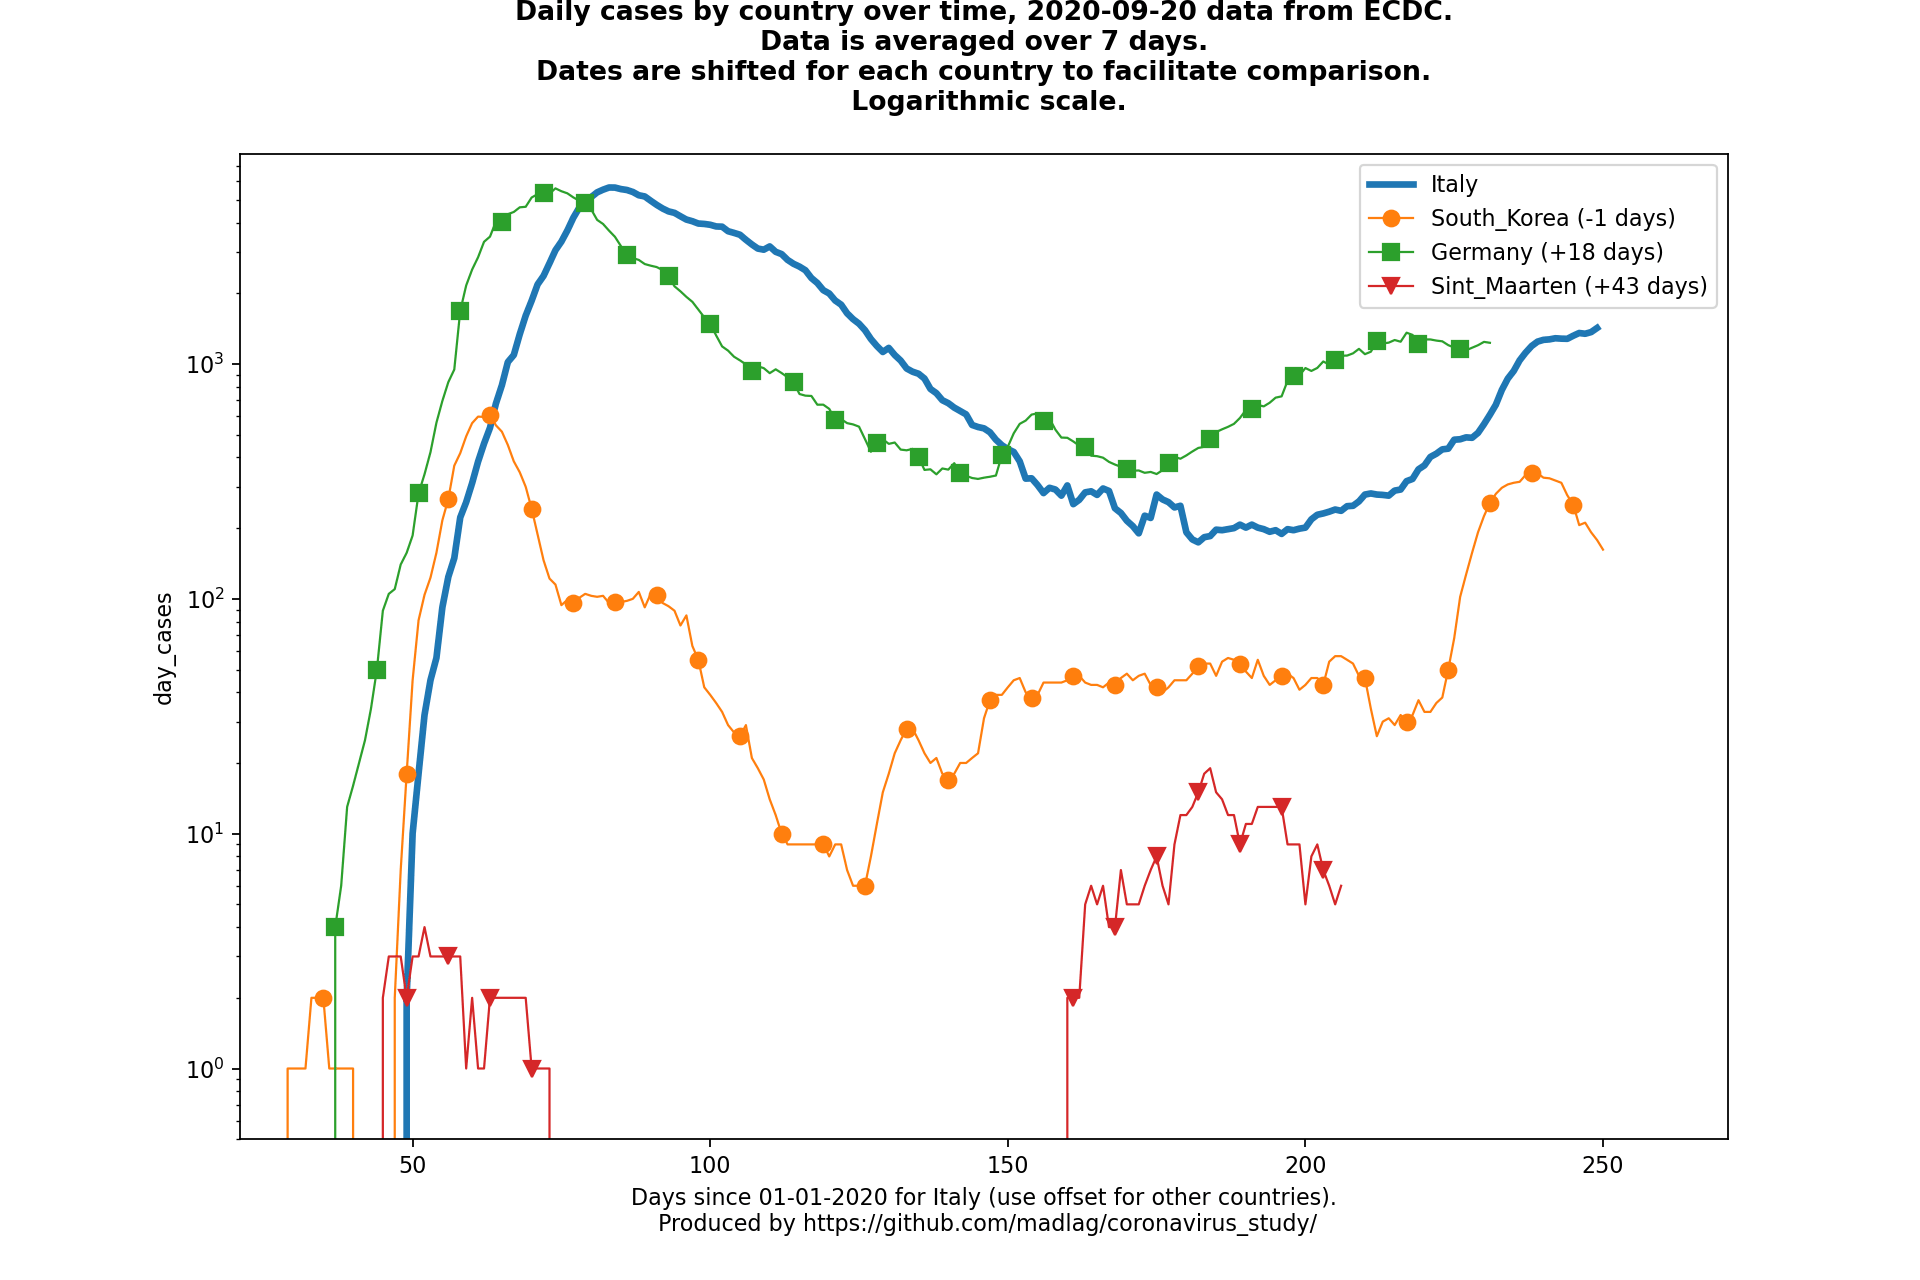 Daily cases by country over time, 2020-09-20 data from ECDC.
Data is averaged over 7 days.
Dates are shifted for each country to facilitate comparison.
Logarithmic scale.
Italy
South_Korea (-1 days)
Germany (+18 days)
Sint_Maarten (+43 days)
day_cases
10³
10²
10¹
10⁰
50 100 150 200 250
Days since 01-01-2020 for Italy (use offset for other countries).
Produced by https://github.com/madlag/coronavirus_study/